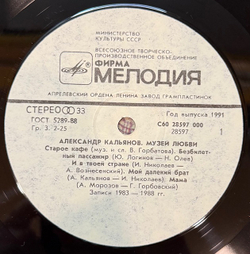 МИНИСТЕРСТВО
КУЛЬТУРЫ СССР
ВСЕСОЮЗНОЕ ТВОРЧЕСКО-
ПРОИЗВОДСТВЕННОЕ ОБЪЕДИНЕНИЕ
ФИРМА
МЕЛОДИЯ
АПРЕЛЕВСКИЙ ОРДЕНА ЛЕНИНА ЗАВОД ГРАМПЛАСТИНОК
СТЕРЕО 33
Год выпуска 1991
ГОСТ 5289-88
С60 28597 000
Гр. 3. 2-25
28597 1
АЛЕКСАНДР КАЛЬЯНОВ. МУЗЕЙ ЛЮБВИ
Старое кафе (муз. и сл. В. Горбатова). Безбилет-
ный пассажир (Ю. Логинов — Н. Олев)
И в твоей стране (И. Николаев —
А. Вознесенский) Мой далекий брат
(А. Кальянов — И. Николаев) Мама
(А. Морозов — Г. Горбовский)
Записи 1983 — 1988 гг.